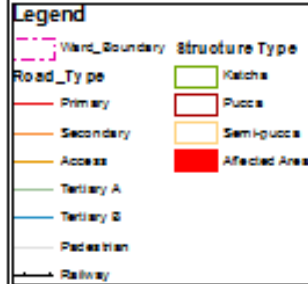 Legend
Ward_Boundary
Road_Type
Primary
Secondary
Access
Tertiary A
Tertiary B
Pedestrian
Railway
Structure Type
Katcha
Pucca
Semi-pucca
Affected Area